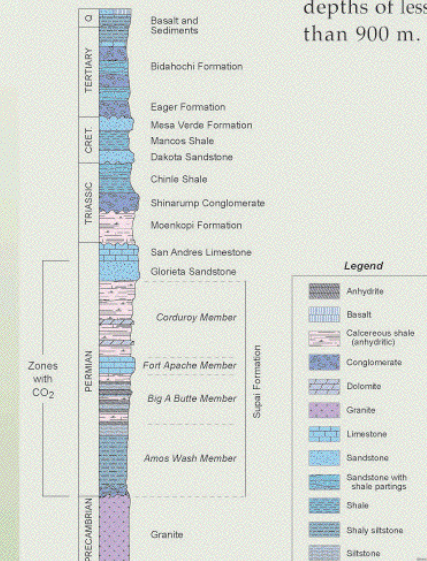 depths of less
than 900 m.
Q
Basalt and
Sediments
TERTIARY
Bidahochi Formation
Eager Formation
CRET.
Mesa Verde Formation
Mancos Shale
Dakota Sandstone
TRIASSIC
Chinle Shale
Shinarump Conglomerate
Moenkopi Formation
PERMIAN
San Andres Limestone
Glorieta Sandstone
Corduroy Member
Fort Apache Member
Big A Butte Member
Amos Wash Member
Supai Formation
Zones
with
CO2
PRECAMBRIAN
Granite
Legend
Anhydrite
Basalt
Calcereous shale
(anhydritic)
Conglomerate
Dolomite
Granite
Limestone
Sandstone
Sandstone with
shale partings
Shale
Shaly siltstone
Siltstone